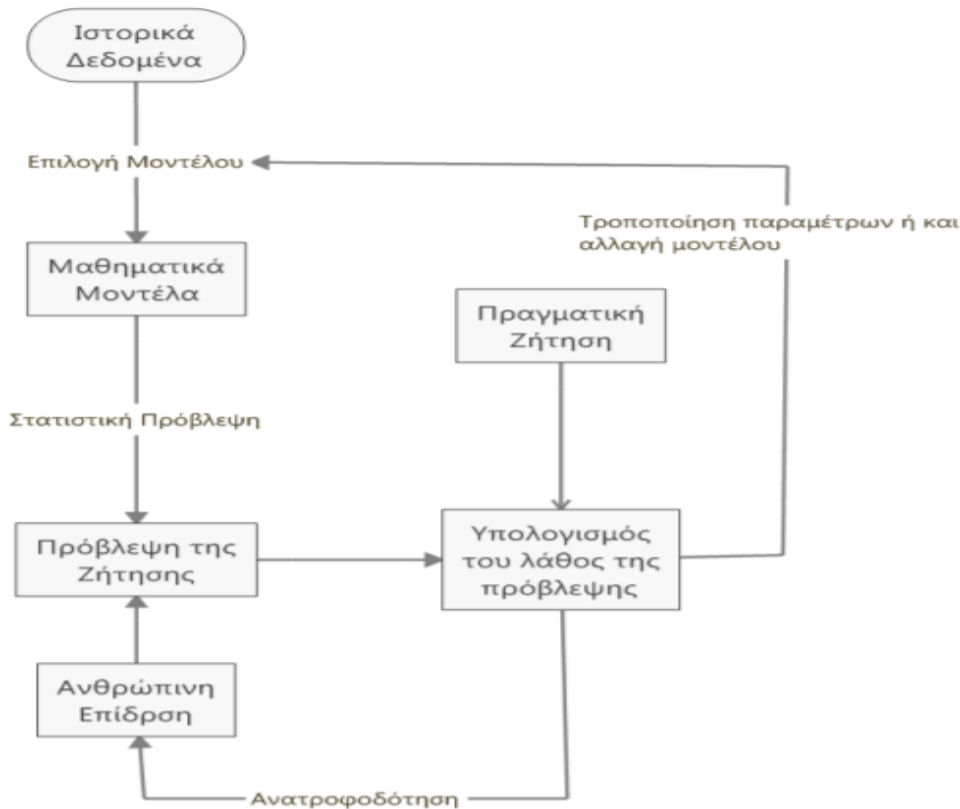 Ιστορικά
Δεδομένα
Επιλογή Μοντέλου
Τροποποίηση παραμέτρων ή και
αλλαγή μοντέλου
Μαθηματικά
Μοντέλα
Πραγματική
Ζήτηση
Στατιστική Πρόβλεψη
Πρόβλεψη της
Ζήτησης
Υπολογισμός
του λάθος της
πρόβλεψης
Ανθρώπινη
Επίδρση
Ανατροφοδότηση